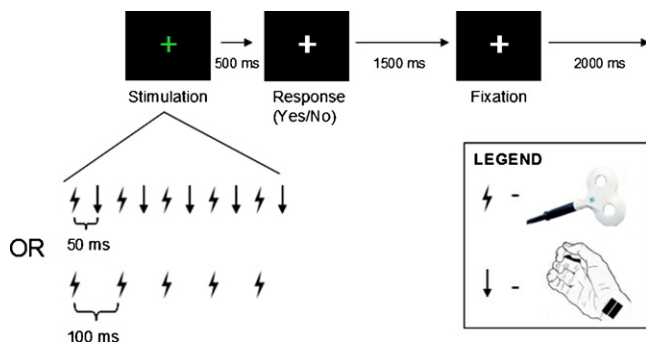 500 ms
1500 ms
2000 ms
Stimulation
Response
(Yes/No)
Fixation
LEGEND
-
50 ms
OR
-
100 ms